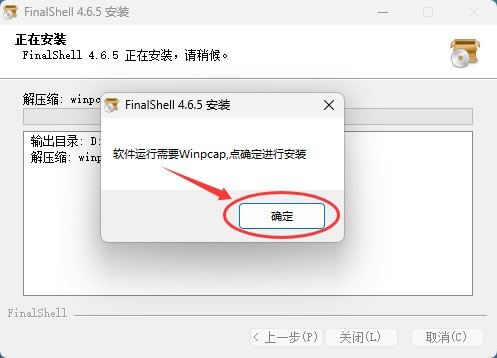 FinalShell 4.6.5 安装
正在安装
FinalShell 4.6.5 正在安装，请稍候。
解压缩: winpc
输出目录: D:
解压缩: winp
FinalShell 4.6.5 安装
软件运行需要Winpcap,点确定进行安装
确定
FinalShell
< 上一步(P)
关闭(L)
取消(C)